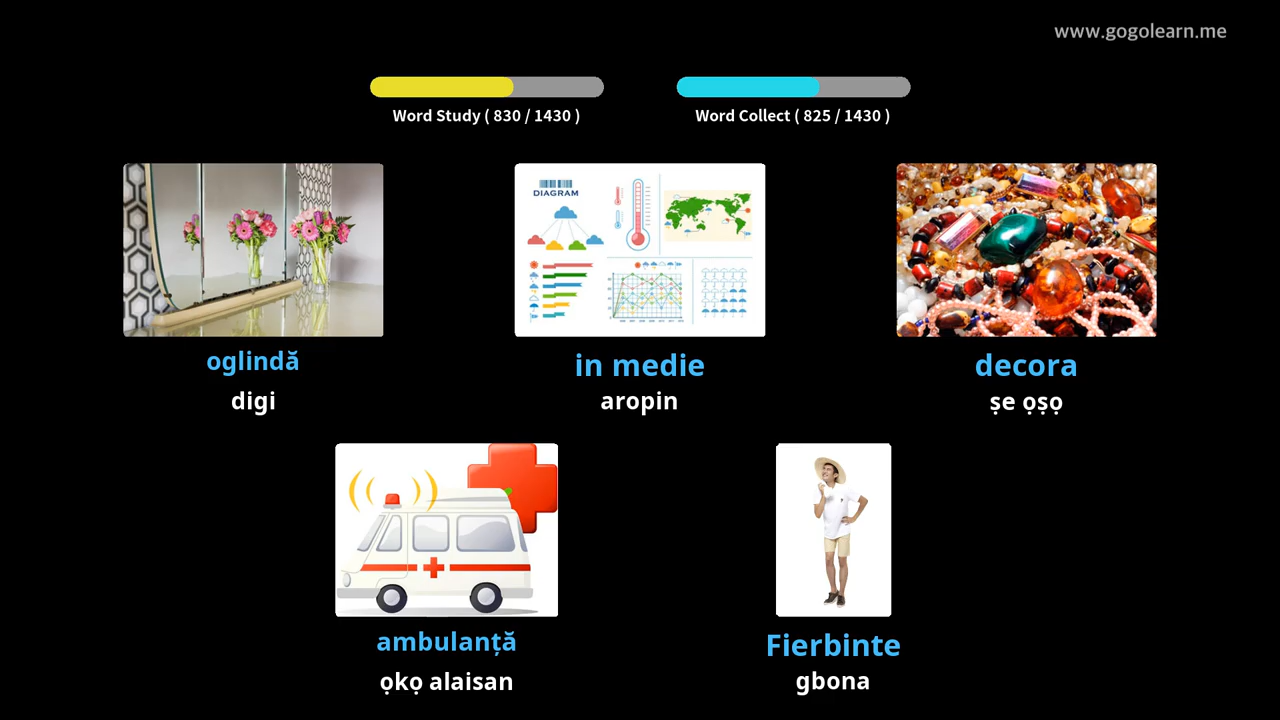 www.gogolearn.me
Word Study ( 830 / 1430 )
Word Collect ( 825 / 1430 )
DIAGRAM
oglindă
digi
in medie
aropin
decora
ṣe ọṣọ
ambulanță
ọkọ alaisan
Fierbinte
gbona